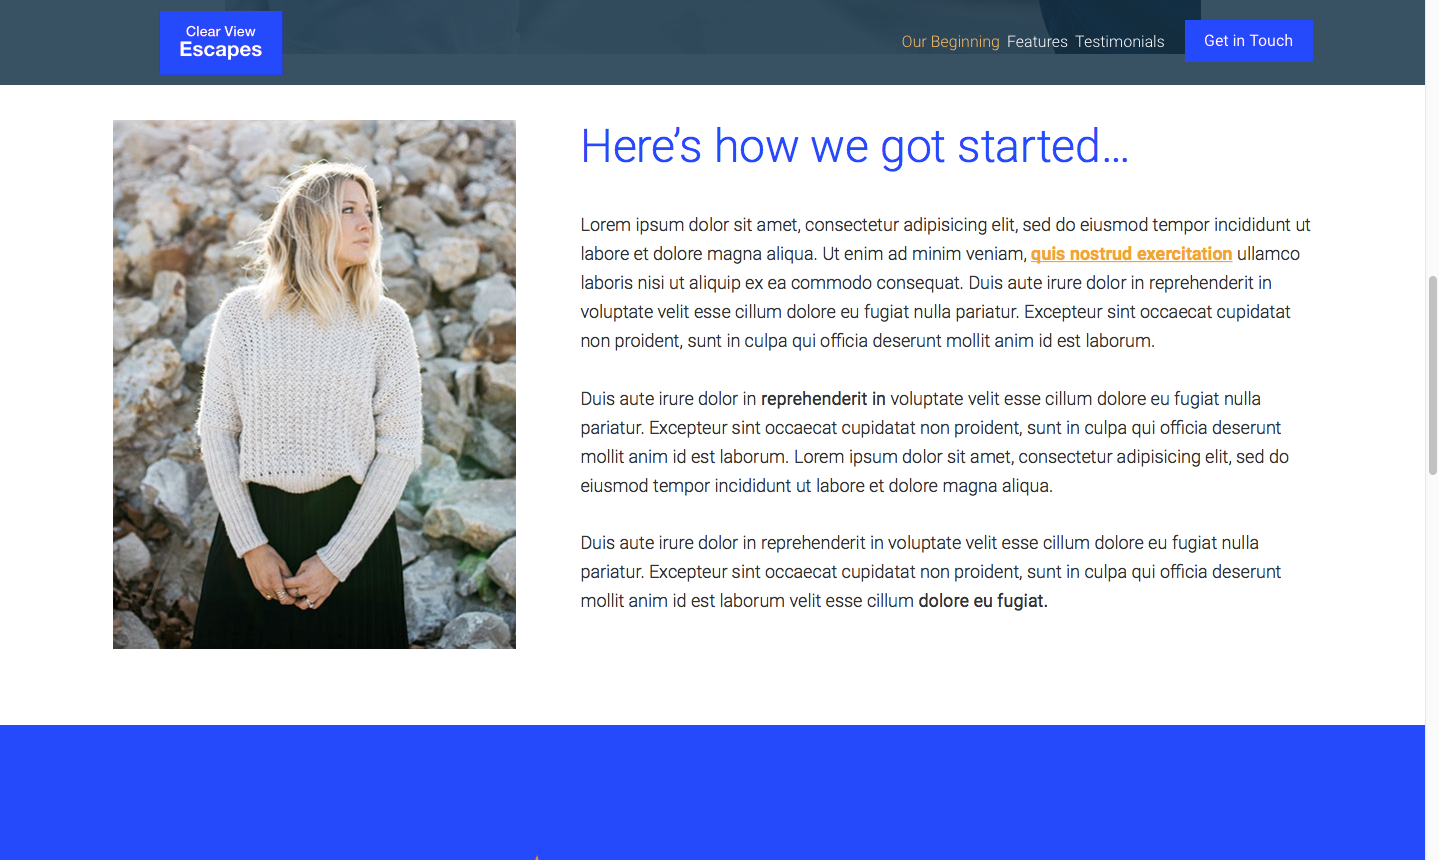 Clear View
Escapes
Our Beginning Features Testimonials Get in Touch
Here’s how we got started…
Lorem ipsum dolor sit amet, consectetur adipisicing elit, sed do eiusmod tempor incididunt ut
labore et dolore magna aliqua. Ut enim ad minim veniam, quis nostrud exercitation ullamco
laboris nisi ut aliquip ex ea commodo consequat. Duis aute irure dolor in reprehenderit in
voluptate velit esse cillum dolore eu fugiat nulla pariatur. Excepteur sint occaecat cupidatat
non proident, sunt in culpa qui officia deserunt mollit anim id est laborum.
Duis aute irure dolor in reprehenderit in voluptate velit esse cillum dolore eu fugiat nulla
pariatur. Excepteur sint occaecat cupidatat non proident, sunt in culpa qui officia deserunt
mollit anim id est laborum. Lorem ipsum dolor sit amet, consectetur adipisicing elit, sed do
eiusmod tempor incididunt ut labore et dolore magna aliqua.
Duis aute irure dolor in reprehenderit in voluptate velit esse cillum dolore eu fugiat nulla
pariatur. Excepteur sint occaecat cupidatat non proident, sunt in culpa qui officia deserunt
mollit anim id est laborum velit esse cillum dolore eu fugiat.